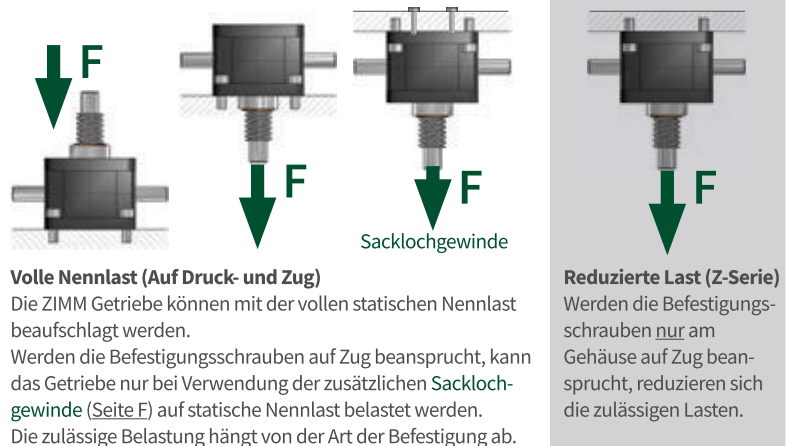 F
F
F
F
Sacklochgewinde
Volle Nennlast (Auf Druck- und Zug)
Die ZIMM Getriebe können mit der vollen statischen Nennlast
beaufschlagt werden.
Werden die Befestigungsschrauben auf Zug beansprucht, kann
das Getriebe nur bei Verwendung der zusätzlichen Sackloch-
gewinde (Seite F) auf statische Nennlast belastet werden.
Die zulässige Belastung hängt von der Art der Befestigung ab.
Reduzierte Last (Z-Serie)
Werden die Befestigungs-
schrauben nur am
Gehäuse auf Zug bean-
sprucht, reduzieren sich
die zulässigen Lasten.